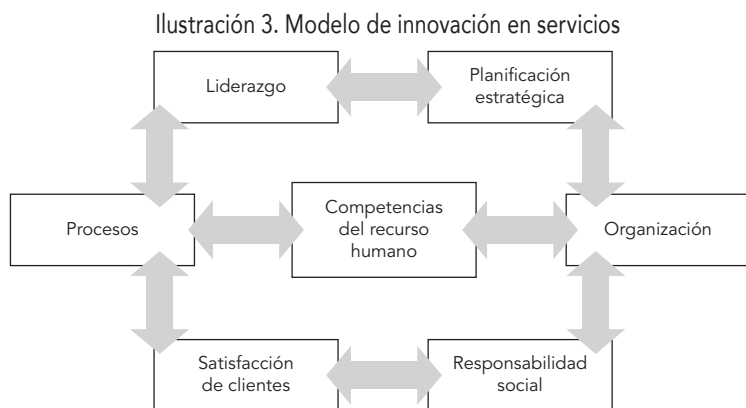 Ilustración 3. Modelo de innovación en servicios
Liderazgo
Planificación
estratégica
Procesos
Competencias
del recurso
humano
Organización
Satisfacción
de clientes
Responsabilidad
social